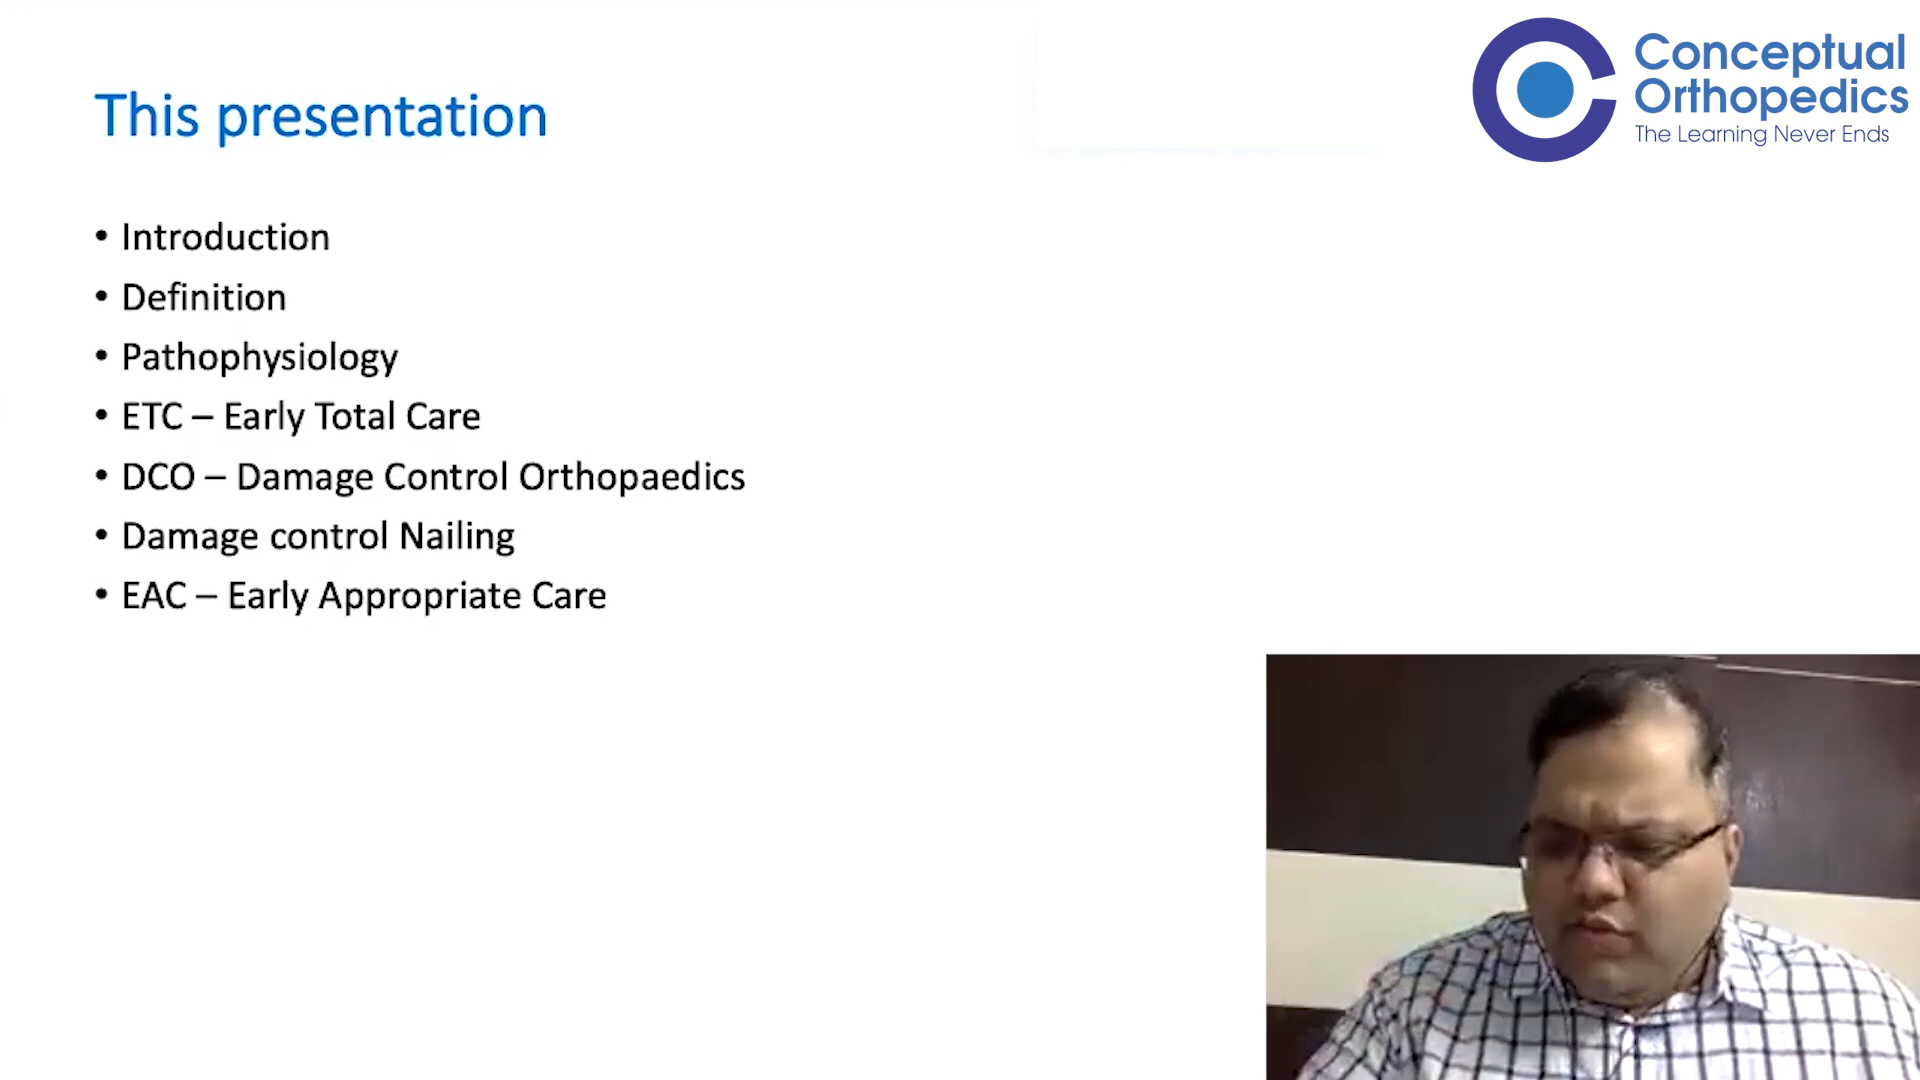 This presentation
Conceptual
Orthopedics
The Learning Never Ends
• Introduction
• Definition
• Pathophysiology
• ETC – Early Total Care
• DCO – Damage Control Orthopaedics
• Damage control Nailing
• EAC – Early Appropriate Care